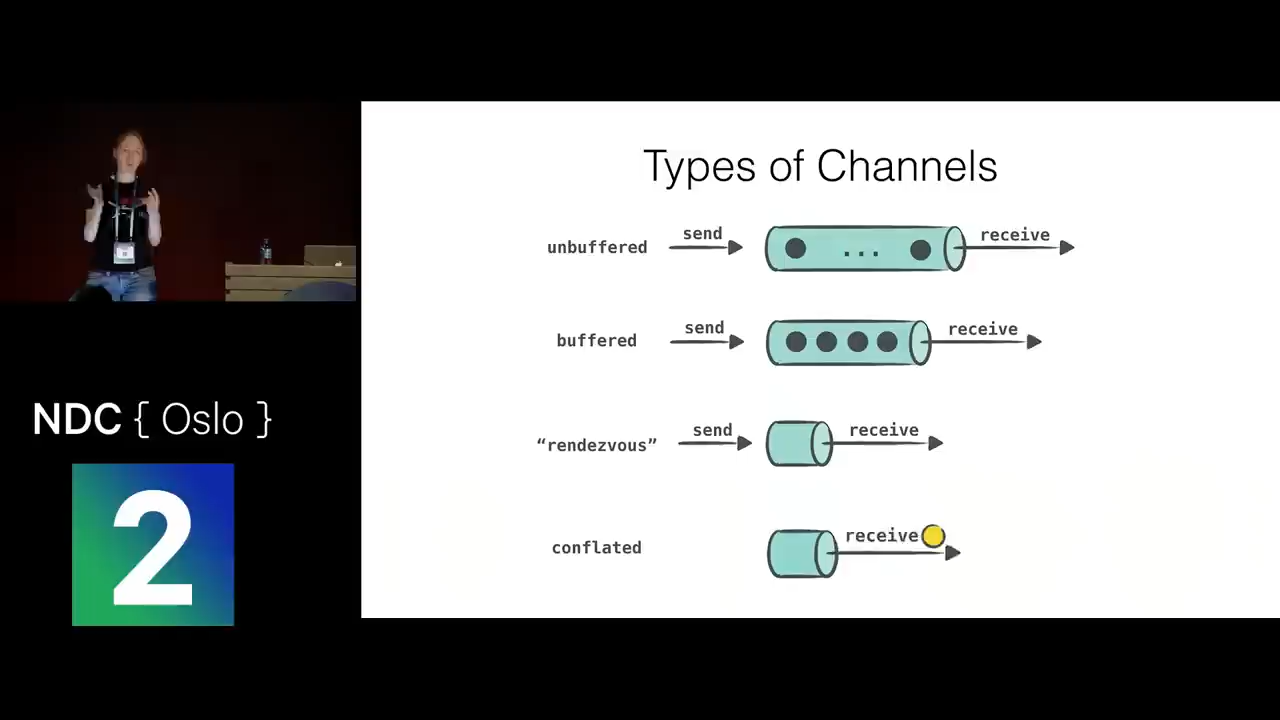 Types of Channels
unbuffered send ... receive
buffered send receive
“rendezvous” send receive
conflated receive
NDC { Oslo }
2